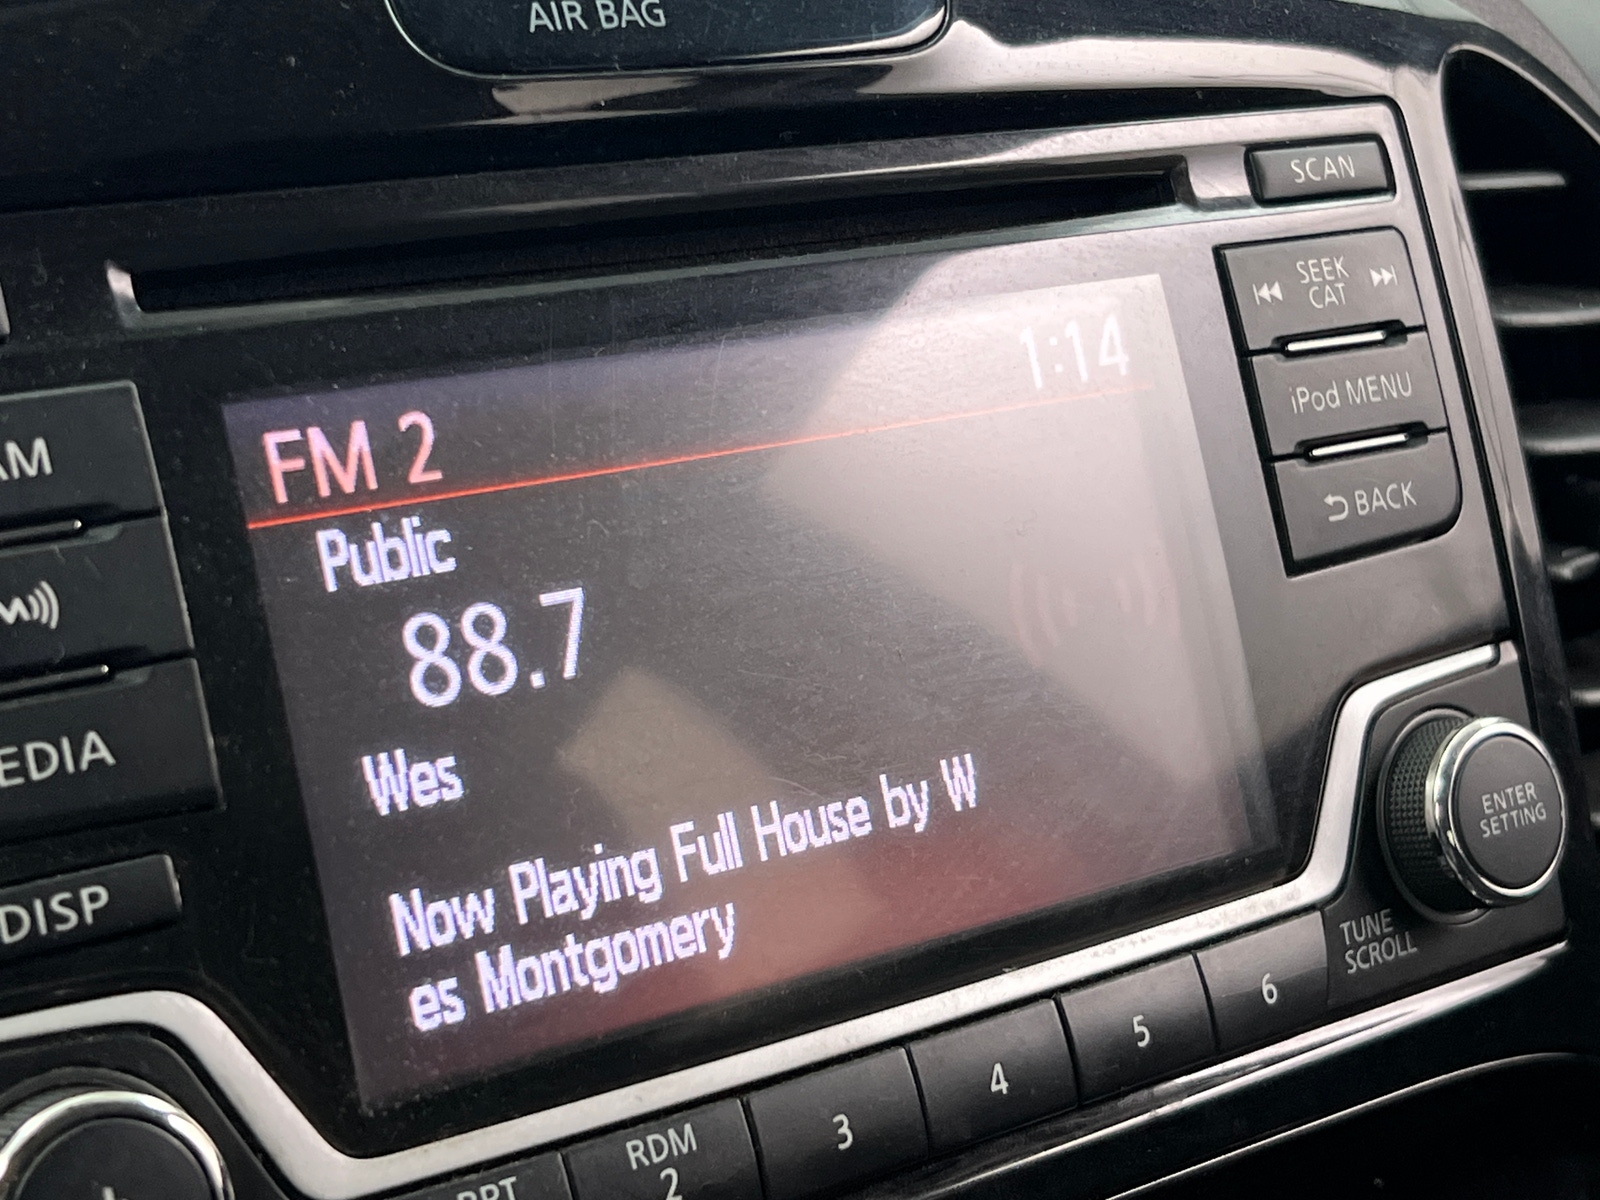 AIR BAG
SCAN
SEEK
CAT
iPod MENU
BACK
1:14
FM 2
Public
88.7
Wes
Now Playing Full House by W
es Montgomery
AM
EDIA
DISP
ENTER
SETTING
TUNE
SCROLL
6
5
4
3
RDM
2
RPT